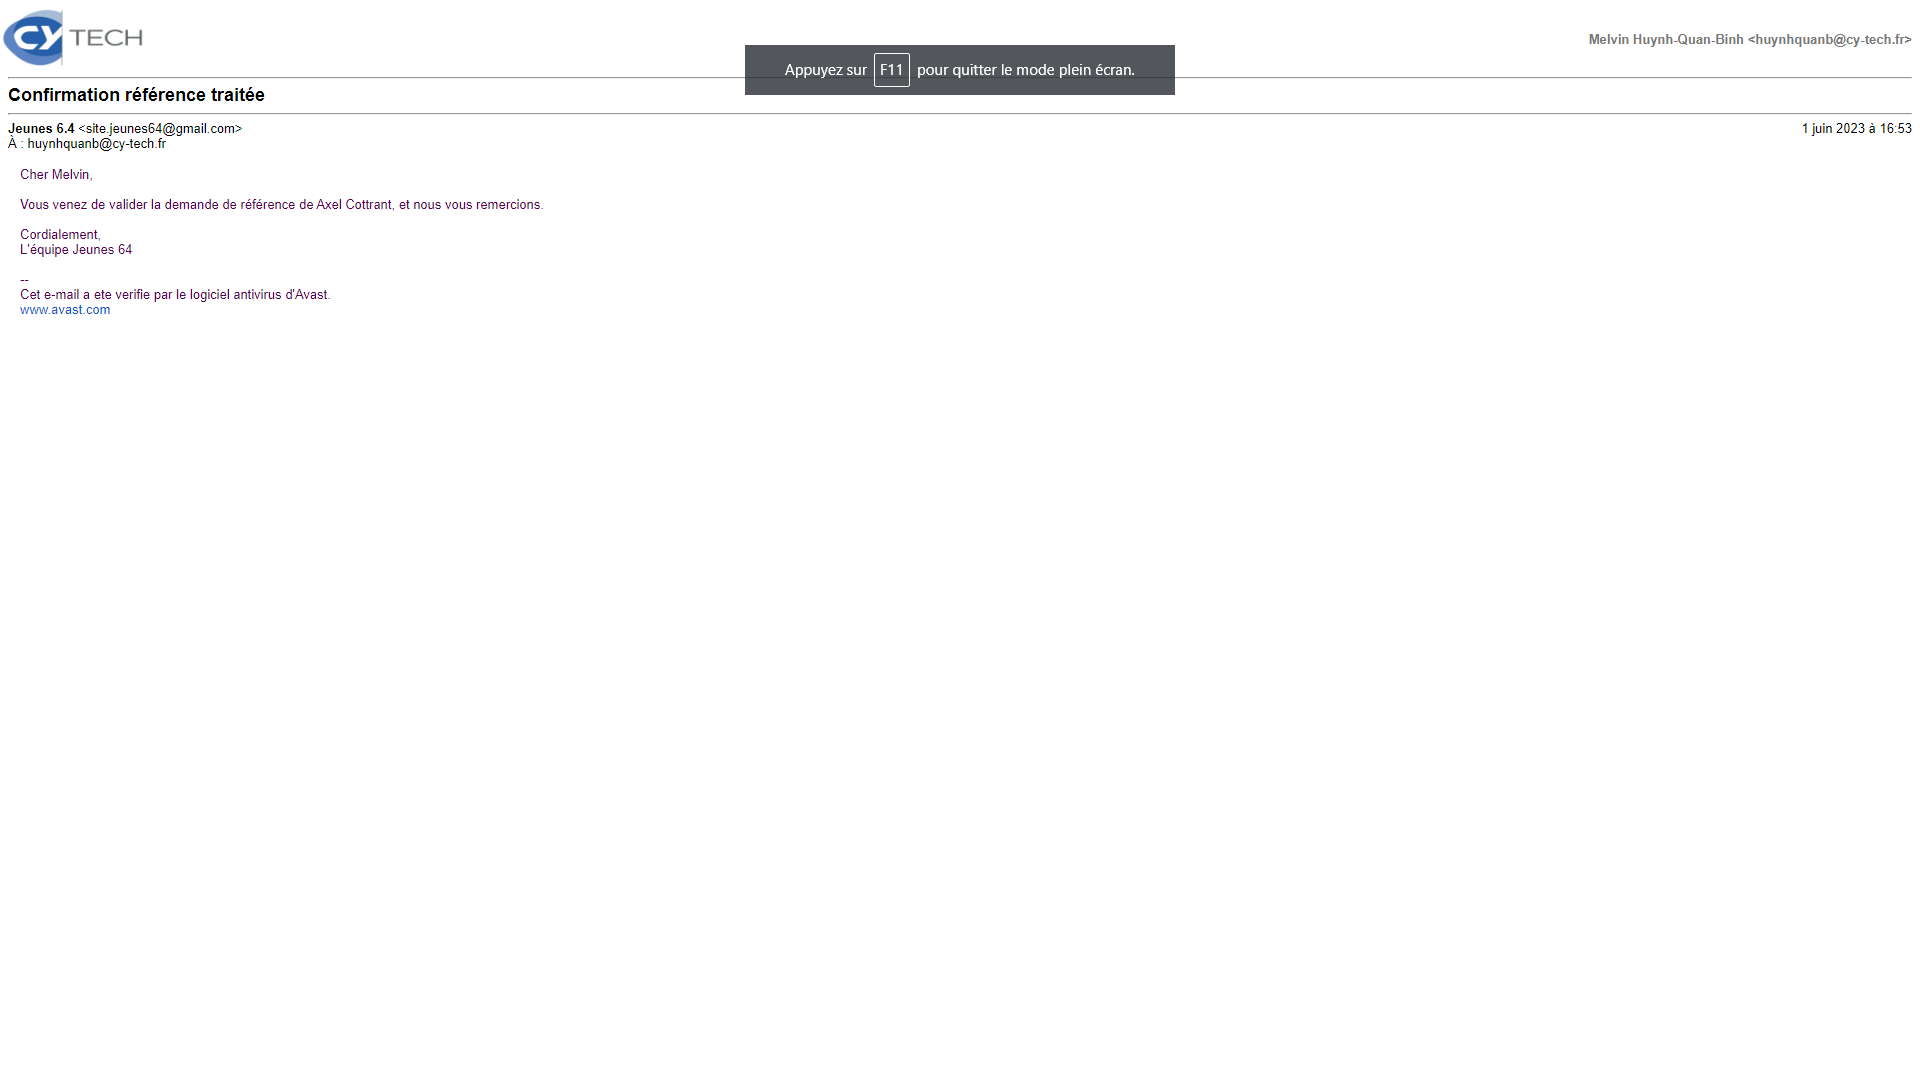 CY TECH
Melvin Huynh-Quan-Binh <huynhquanb@cy-tech.fr>
Appuyez sur F11 pour quitter le mode plein écran.
Confirmation référence traitée
Jeunes 6.4 <site.jeunes64@gmail.com>
1 juin 2023 à 16:53
À : huynhquanb@cy-tech.fr
Cher Melvin,
Vous venez de valider la demande de référence de Axel Cottrant, et nous vous remercions.
Cordialement,
L'équipe Jeunes 64
--
Cet e-mail a ete verifie par le logiciel antivirus d'Avast.
www.avast.com